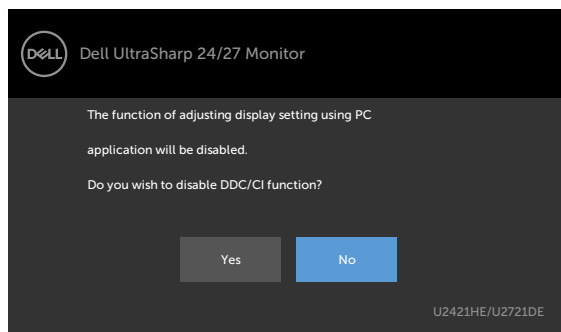 DELL Dell UltraSharp 24/27 Monitor
The function of adjusting display setting using PC
application will be disabled.
Do you wish to disable DDC/CI function?
Yes No
U2421HE/U2721DE